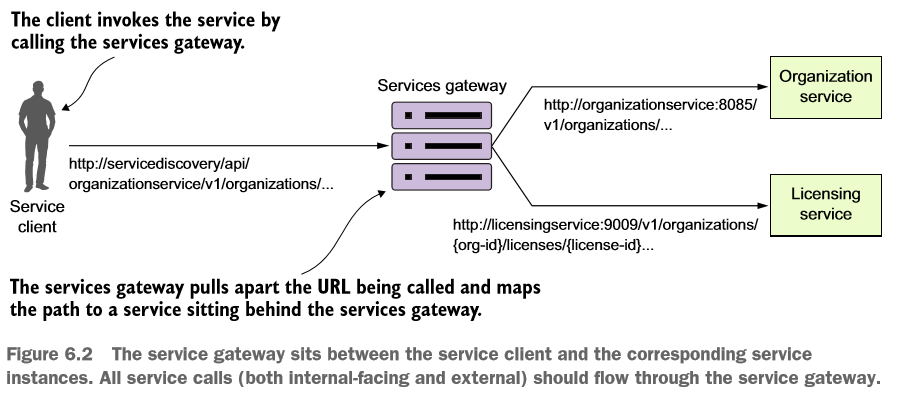 The client invokes the service by
calling the services gateway.
Services gateway
Organization
service
http://organizationservice:8085/
v1/organizations/...
http://servicediscovery/api/
organizationservice/v1/organizations/...
Service
client
Licensing
service
http://licensingservice:9009/v1/organizations/
{org-id}/licenses/{license-id}...
The services gateway pulls apart the URL being called and maps
the path to a service sitting behind the services gateway.
Figure 6.2 The service gateway sits between the service client and the corresponding service
instances. All service calls (both internal-facing and external) should flow through the service gateway.